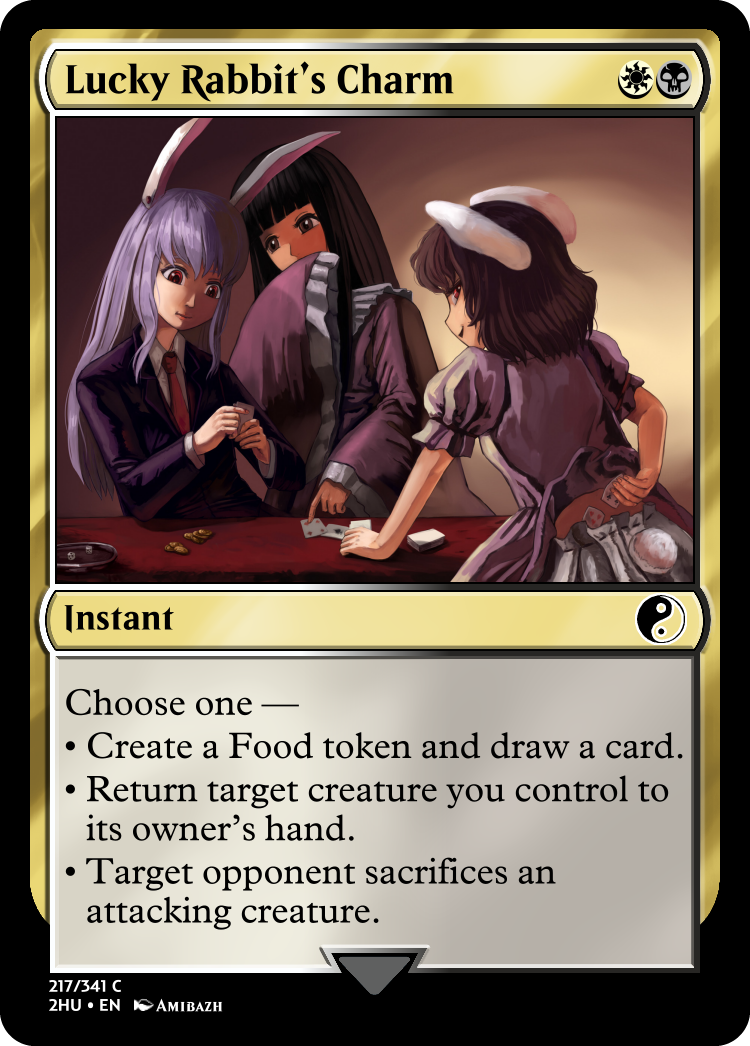 Lucky Rabbit's Charm
Instant
Choose one —
• Create a Food token and draw a card.
• Return target creature you control to
its owner's hand.
• Target opponent sacrifices an
attacking creature.
217/341 C
2HU • EN Amibazh